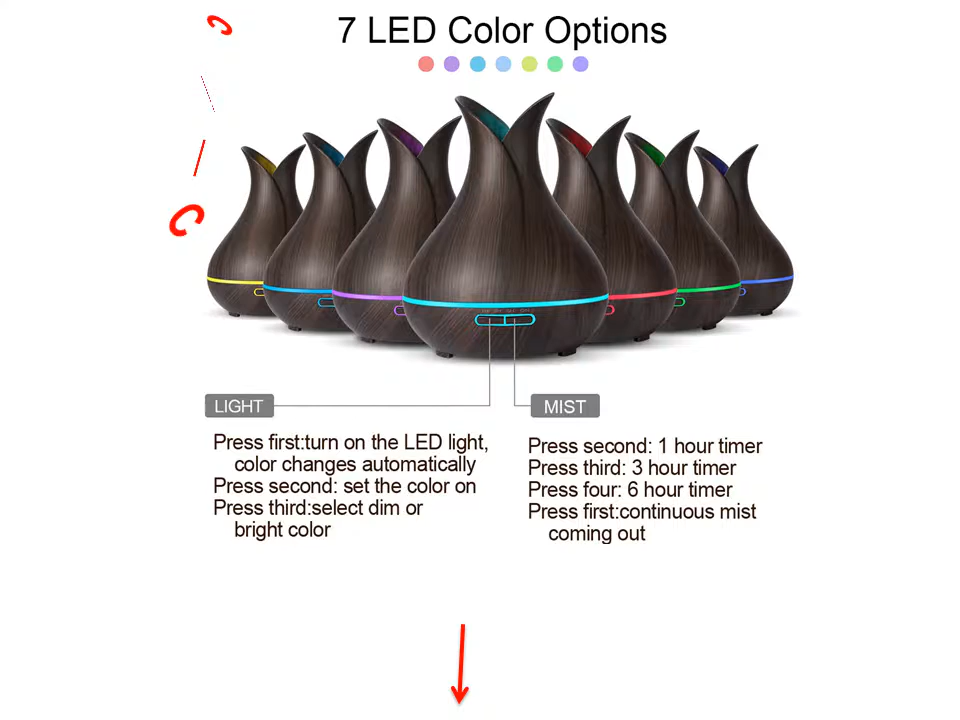 7 LED Color Options
LIGHT
Press first:turn on the LED light,
color changes automatically
Press second: set the color on
Press third:select dim or
bright color
MIST
Press second: 1 hour timer
Press third: 3 hour timer
Press four: 6 hour timer
Press first:continuous mist
coming out